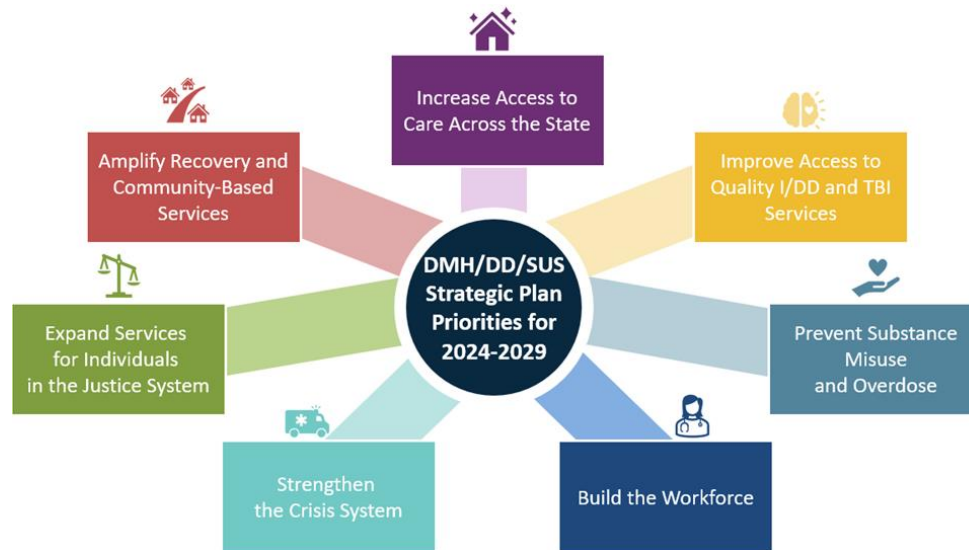 Increase Access to
Care Across the State
Amplify Recovery and
Community-Based
Services
Improve Access to
Quality I/DD and TBI
Services
DMH/DD/SUS
Strategic Plan
Priorities for
2024-2029
Expand Services
for Individuals
in the Justice System
Prevent Substance
Misuse
and Overdose
Strengthen
the Crisis System
Build the Workforce